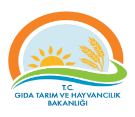 T.C.
GIDA TARIM VE HAYVANCILIK
BAKANLIĞI